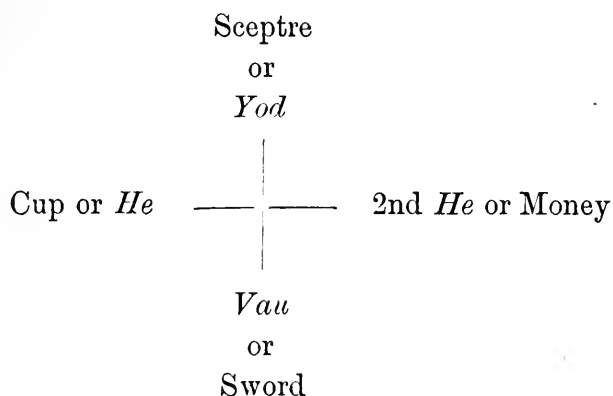 Sceptre
or
Yod
Cup or He 2nd He or Money
Vau
or
Sword